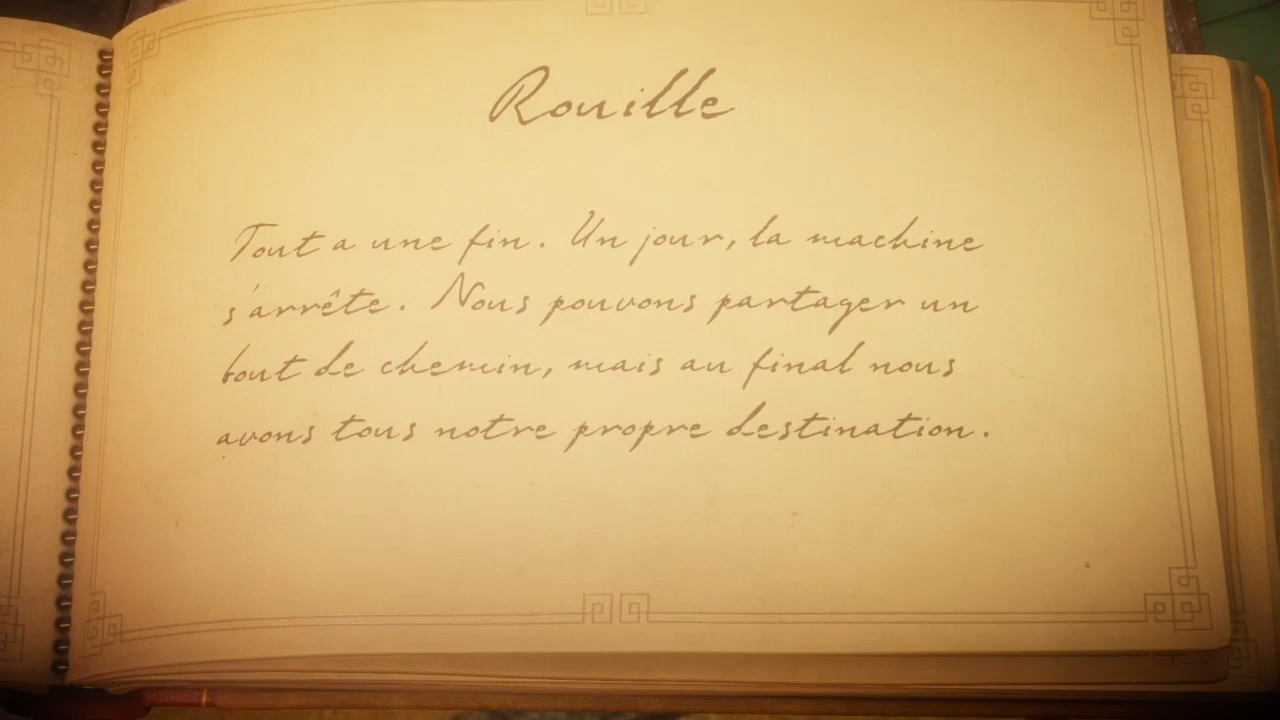 Rouille
Tout a une fin. Un jour, la machine
s'arrête. Nous pouvons partager un
bout de chemin, mais au final nous
avons tous notre propre destination.